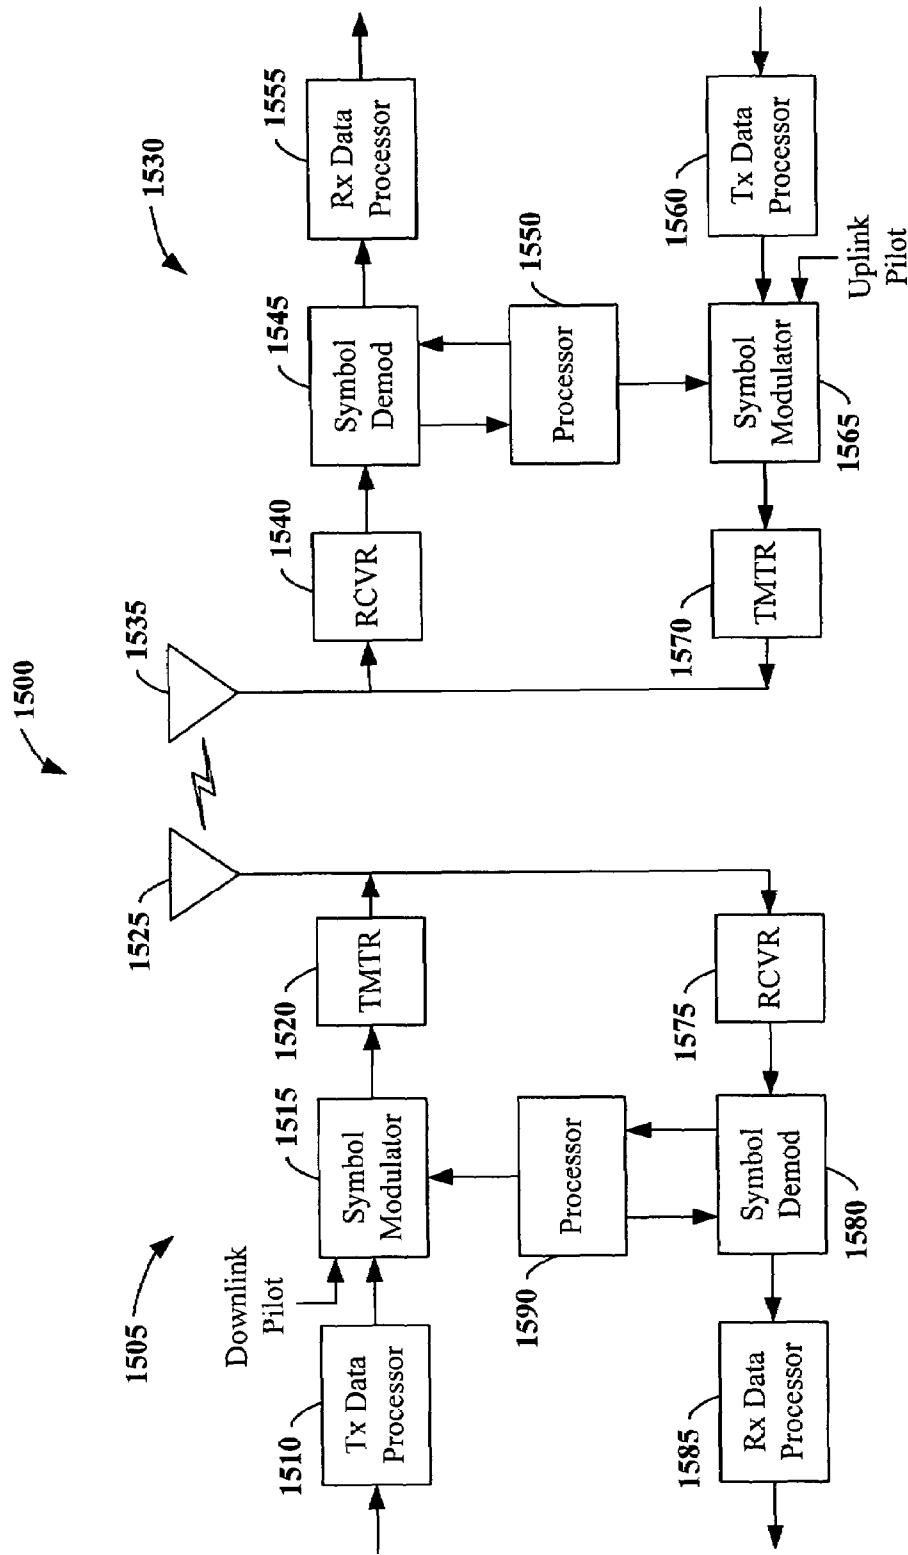 1500
1505
1530
1525
1535
Downlink
Pilot
1510
Tx Data
Processor
1515
Symbol
Modulator
1520
TMTR
1540
RCVR
1545
Symbol
Demod
1555
Rx Data
Processor
1590
Processor
1550
Processor
1585
Rx Data
Processor
1580
Symbol
Demod
1575
RCVR
1570
TMTR
1565
Symbol
Modulator
1560
Tx Data
Processor
Uplink
Pilot